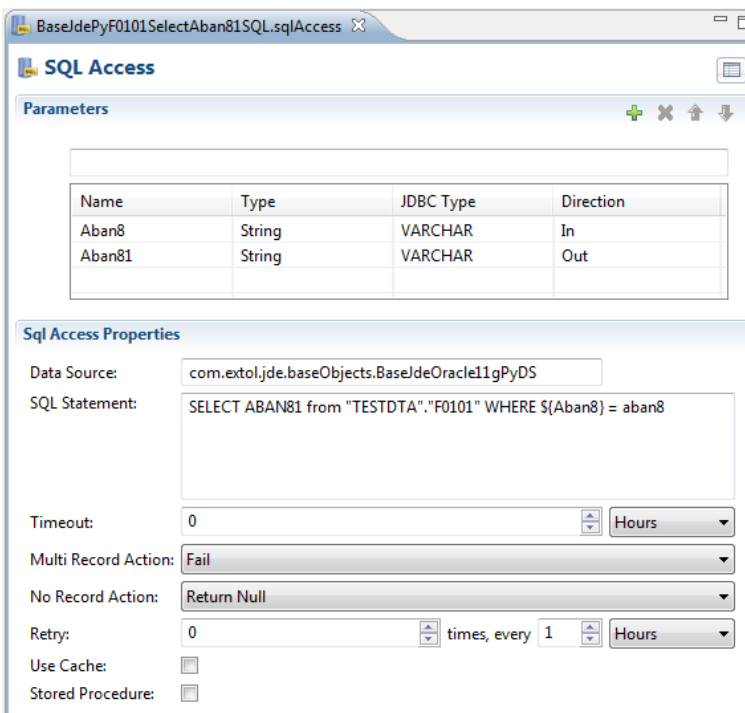 BaseJdePyF0101SelectAban81SQL.sqlAccess
SQL Access
Parameters
Name Type JDBC Type Direction
Aban8 String VARCHAR In
Aban81 String VARCHAR Out
Sql Access Properties
Data Source: com.extol.jde.baseObjects.BaseJdeOracle11gPyDS
SQL Statement: SELECT ABAN81 from "TESTDTA"."F0101" WHERE ${Aban8} = aban8
Timeout: 0 Hours
Multi Record Action: Fail
No Record Action: Return Null
Retry: 0 times, every 1 Hours
Use Cache:
Stored Procedure: